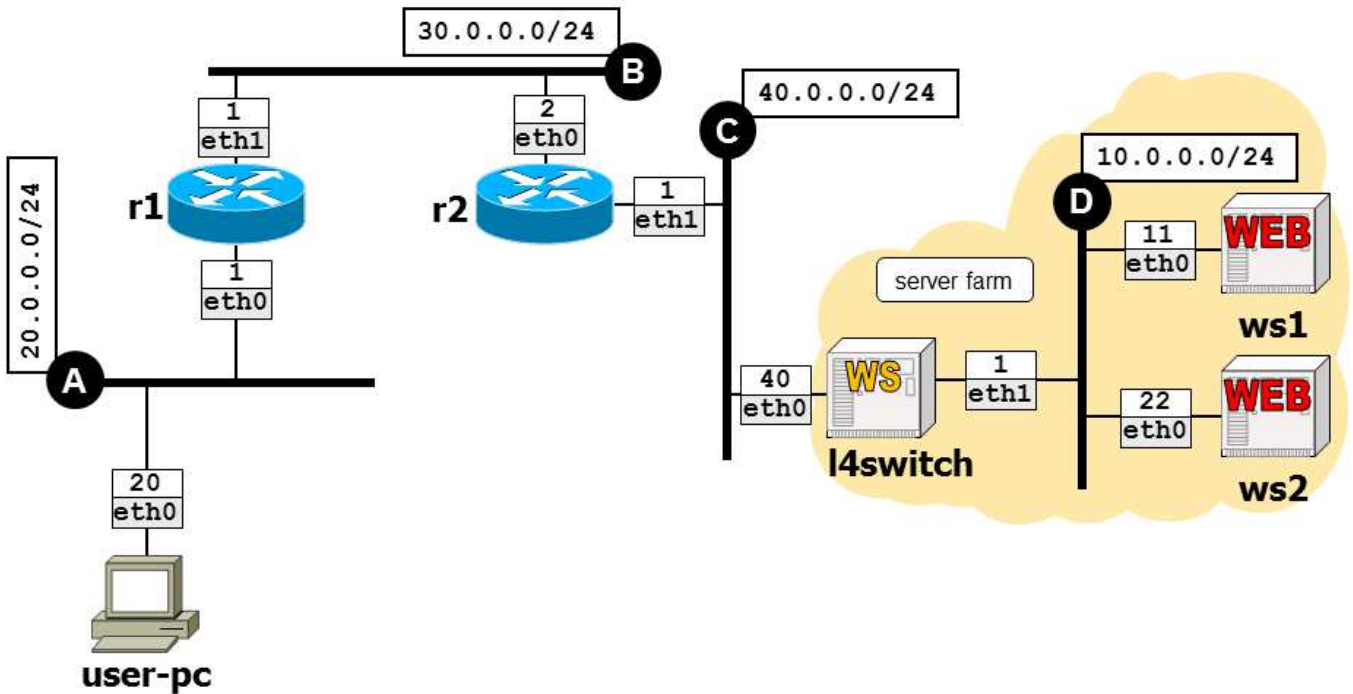 30.0.0.0/24
B
40.0.0.0/24
1
eth1
2
eth0
C
20.0.0.0/24
10.0.0.0/24
r1
r2
1
eth1
D
11
eth0
WEB
1
eth0
server farm
ws1
A
40
eth0
WS
1
eth1
22
eth0
WEB
l4switch
ws2
20
eth0
user-pc